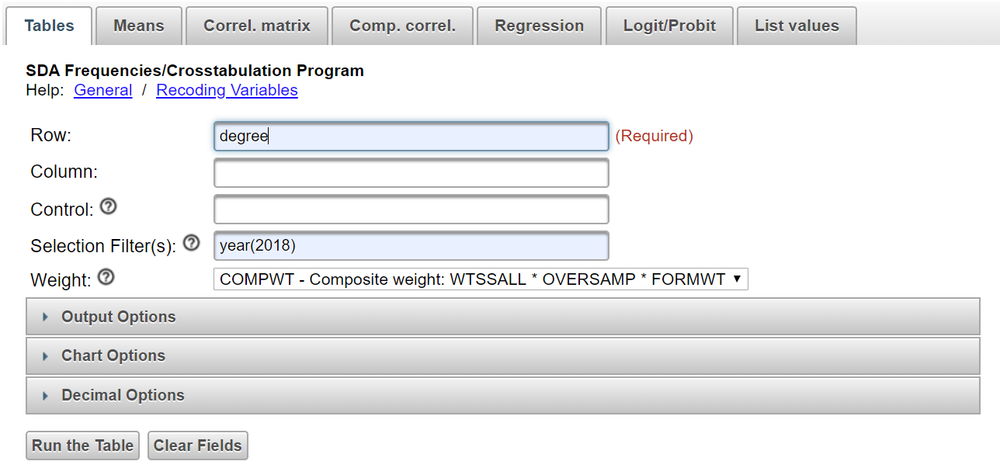 Tables Means Correl. matrix Comp. correl. Regression Logit/Probit List values
SDA Frequencies/Crosstabulation Program
Help: General / Recoding Variables
Row: degree (Required)
Column:
Control: ?
Selection Filter(s): ? year(2018)
Weight: ? COMPWT - Composite weight: WTSSALL * OVERSAMP * FORMWT
Output Options
Chart Options
Decimal Options
Run the Table Clear Fields